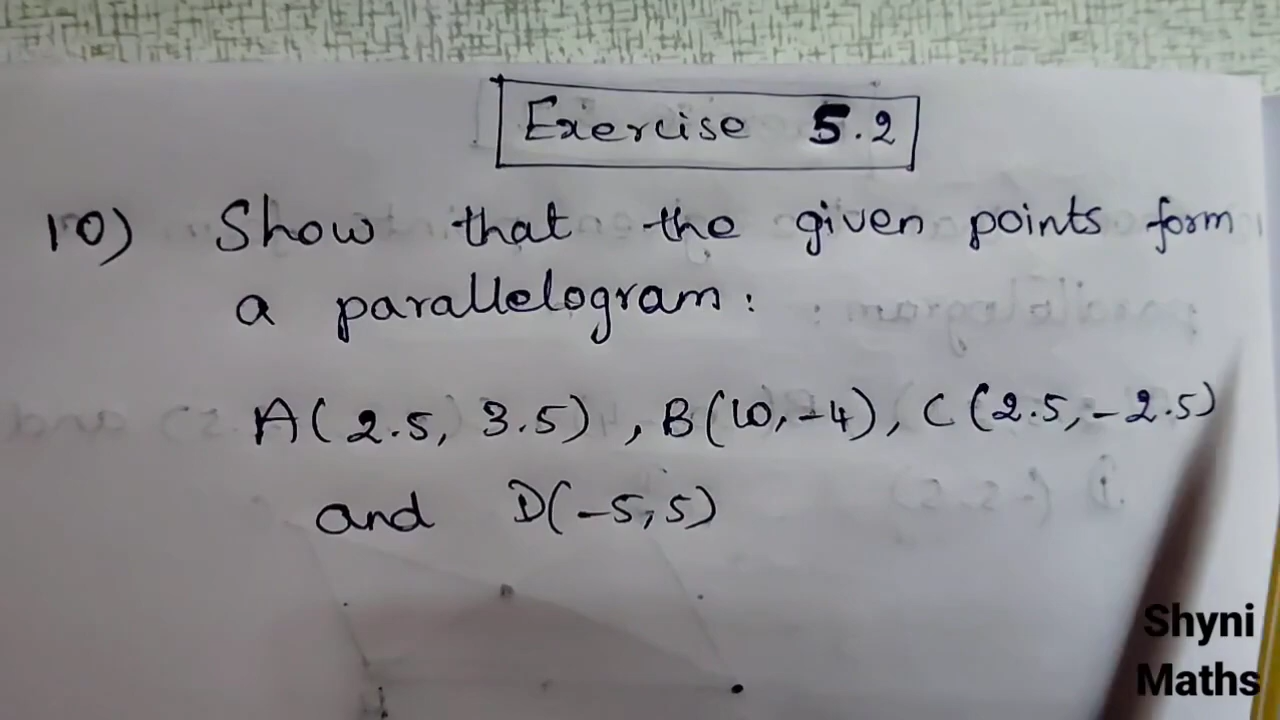 Exercise 5.2
10) Show that the given points form
a parallelogram:
A(2.5, 3.5), B(10,-4), C(2.5,-2.5)
and D(-5,5)
Shyni
Maths